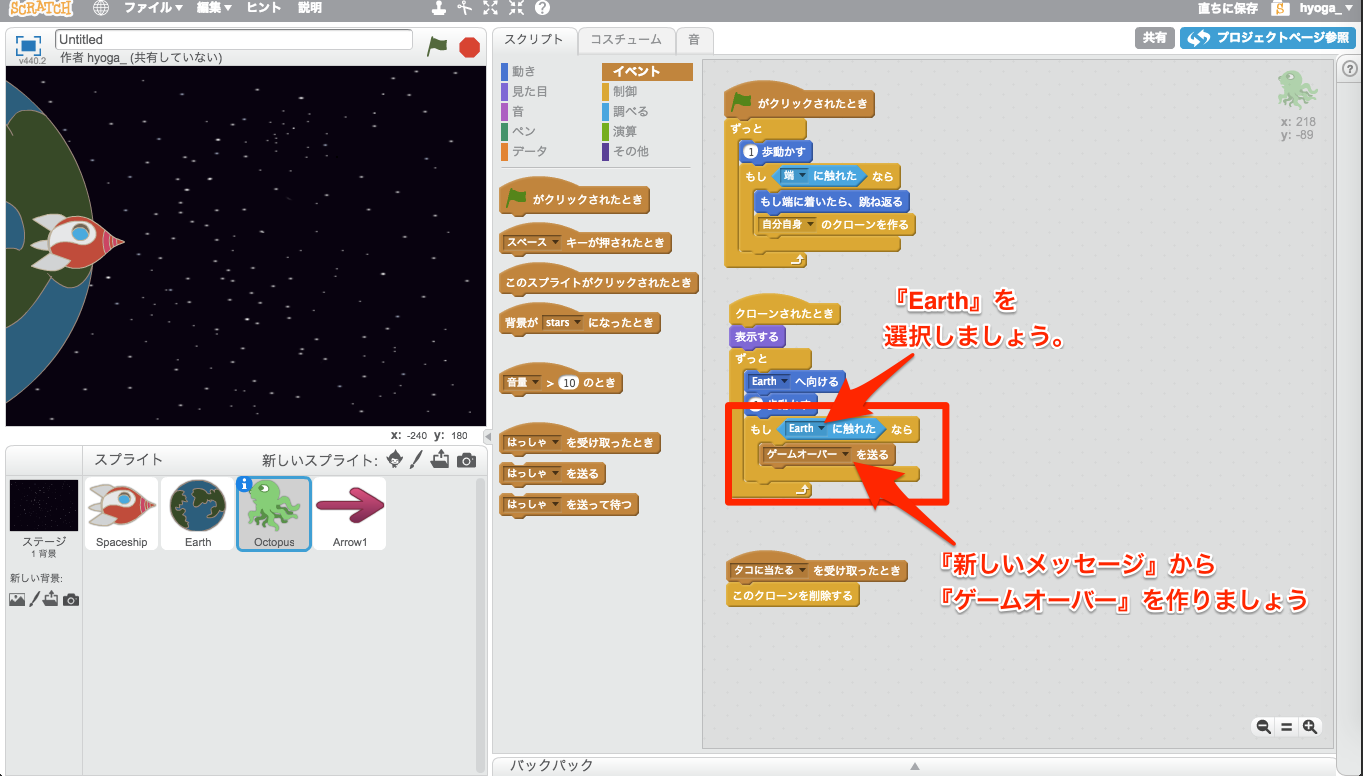 SCRATCH
ファイル▼ 編集▼ ヒント 説明
直ちに保存 hyoga_▼
v440.2
Untitled
作者 hyoga_ (共有していない)
スクリプト コスチューム 音
共有 プロジェクトページ参照
動き イベント
見た目 制御
音 調べる
ペン 演算
データ その他
がクリックされたとき
スペース▼ キーが押されたとき
このスプライトがクリックされたとき
背景が stars▼ になったとき
音量▼ > 10 のとき
はっしゃ▼ を受け取ったとき
はっしゃ▼ を送る
はっしゃ▼ を送って待つ
x: 218
y: -89
がクリックされたとき
ずっと
1 歩動かす
もし 端▼ に触れた なら
もし端に着いたら、跳ね返る
自分自身▼ のクローンを作る
クローンされたとき
表示する
ずっと
Earth▼ へ向ける
歩動かす
もし Earth▼ に触れた なら
ゲームオーバー▼ を送る
タコに当たる▼ を受け取ったとき
このクローンを削除する
『Earth』を
選択しましょう。
『新しいメッセージ』から
『ゲームオーバー』を作りましょう
x: -240 y: 180
スプライト 新しいスプライト:
ステージ
1 背景
新しい背景:
Spaceship Earth Octopus Arrow1
バックパック